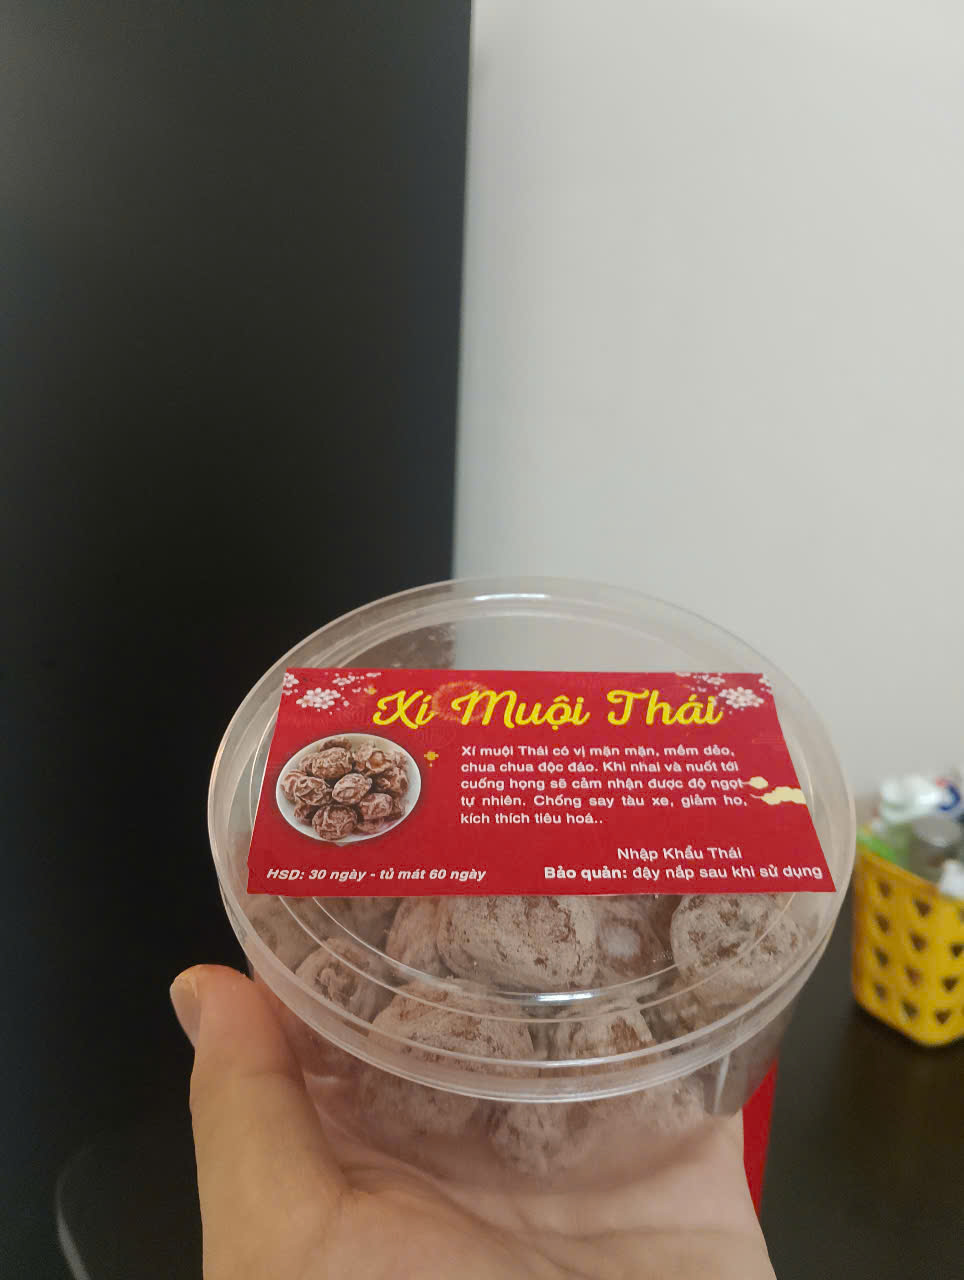 Xí Muội Thái
Xí muội Thái có vị mặn mặn, mềm dẻo,
chua chua độc đáo. Khi nhai và nuốt tới
cuống họng sẽ cảm nhận được độ ngọt
tự nhiên. Chống say tàu xe, giảm ho,
kích thích tiêu hoá..
Nhập Khẩu Thái
HSD: 30 ngày - tủ mát 60 ngày
Bảo quản: đậy nắp sau khi sử dụng